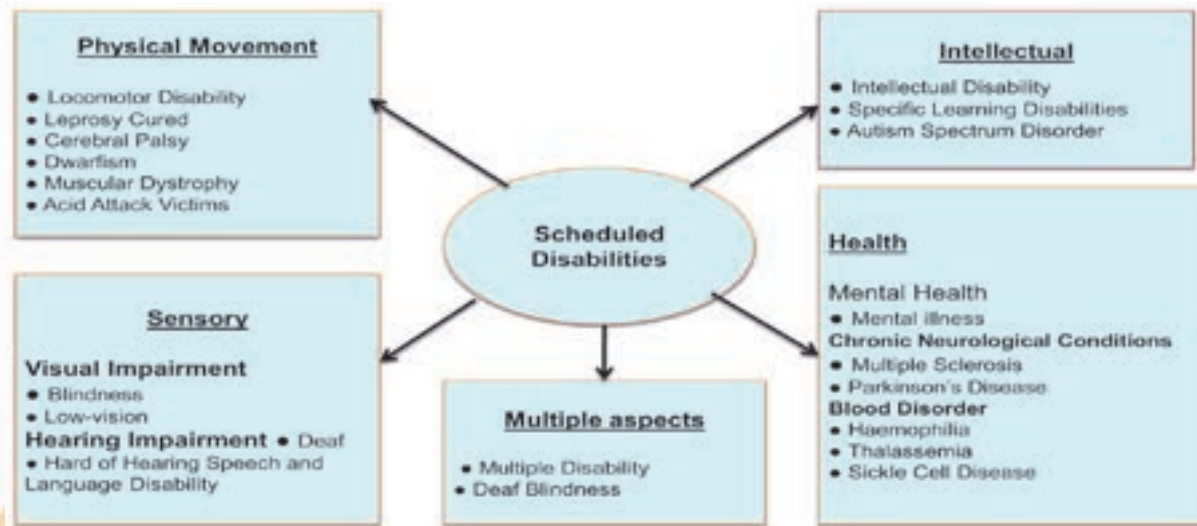 Physical Movement
● Locomotor Disability
● Leprosy Cured
● Cerebral Palsy
● Dwarfism
● Muscular Dystrophy
● Acid Attack Victims
Intellectual
● Intellectual Disability
● Specific Learning Disabilities
● Autism Spectrum Disorder
Scheduled
Disabilities
Sensory
Visual Impairment
● Blindness
● Low-vision
Hearing Impairment ● Deaf
● Hard of Hearing Speech and
Language Disability
Multiple aspects
● Multiple Disability
● Deaf Blindness
Health
Mental Health
● Mental illness
Chronic Neurological Conditions
● Multiple Sclerosis
● Parkinson's Disease
Blood Disorder
● Haemophilia
● Thalassemia
● Sickle Cell Disease